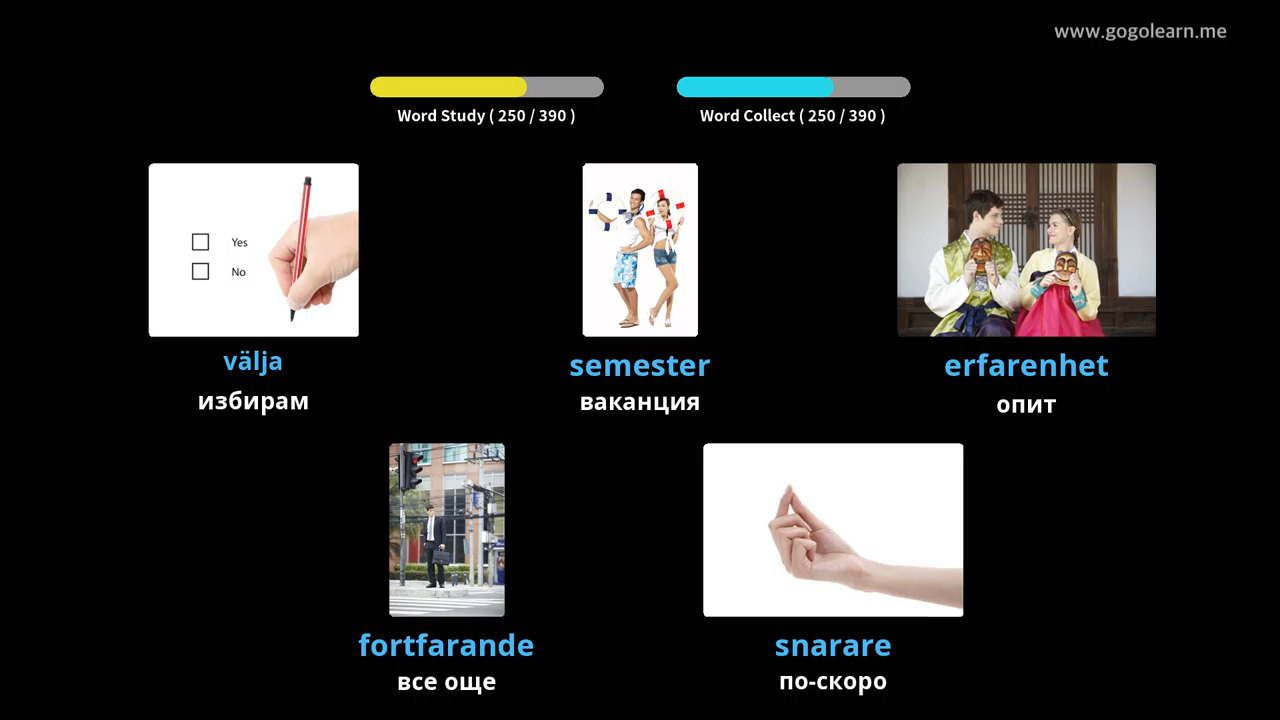 www.gogolearn.me
Word Study ( 250 / 390 )
Word Collect ( 250 / 390 )
Yes
No
välja
избирам
semester
ваканция
erfarenhet
опит
fortfarande
все още
snarare
по-скоро